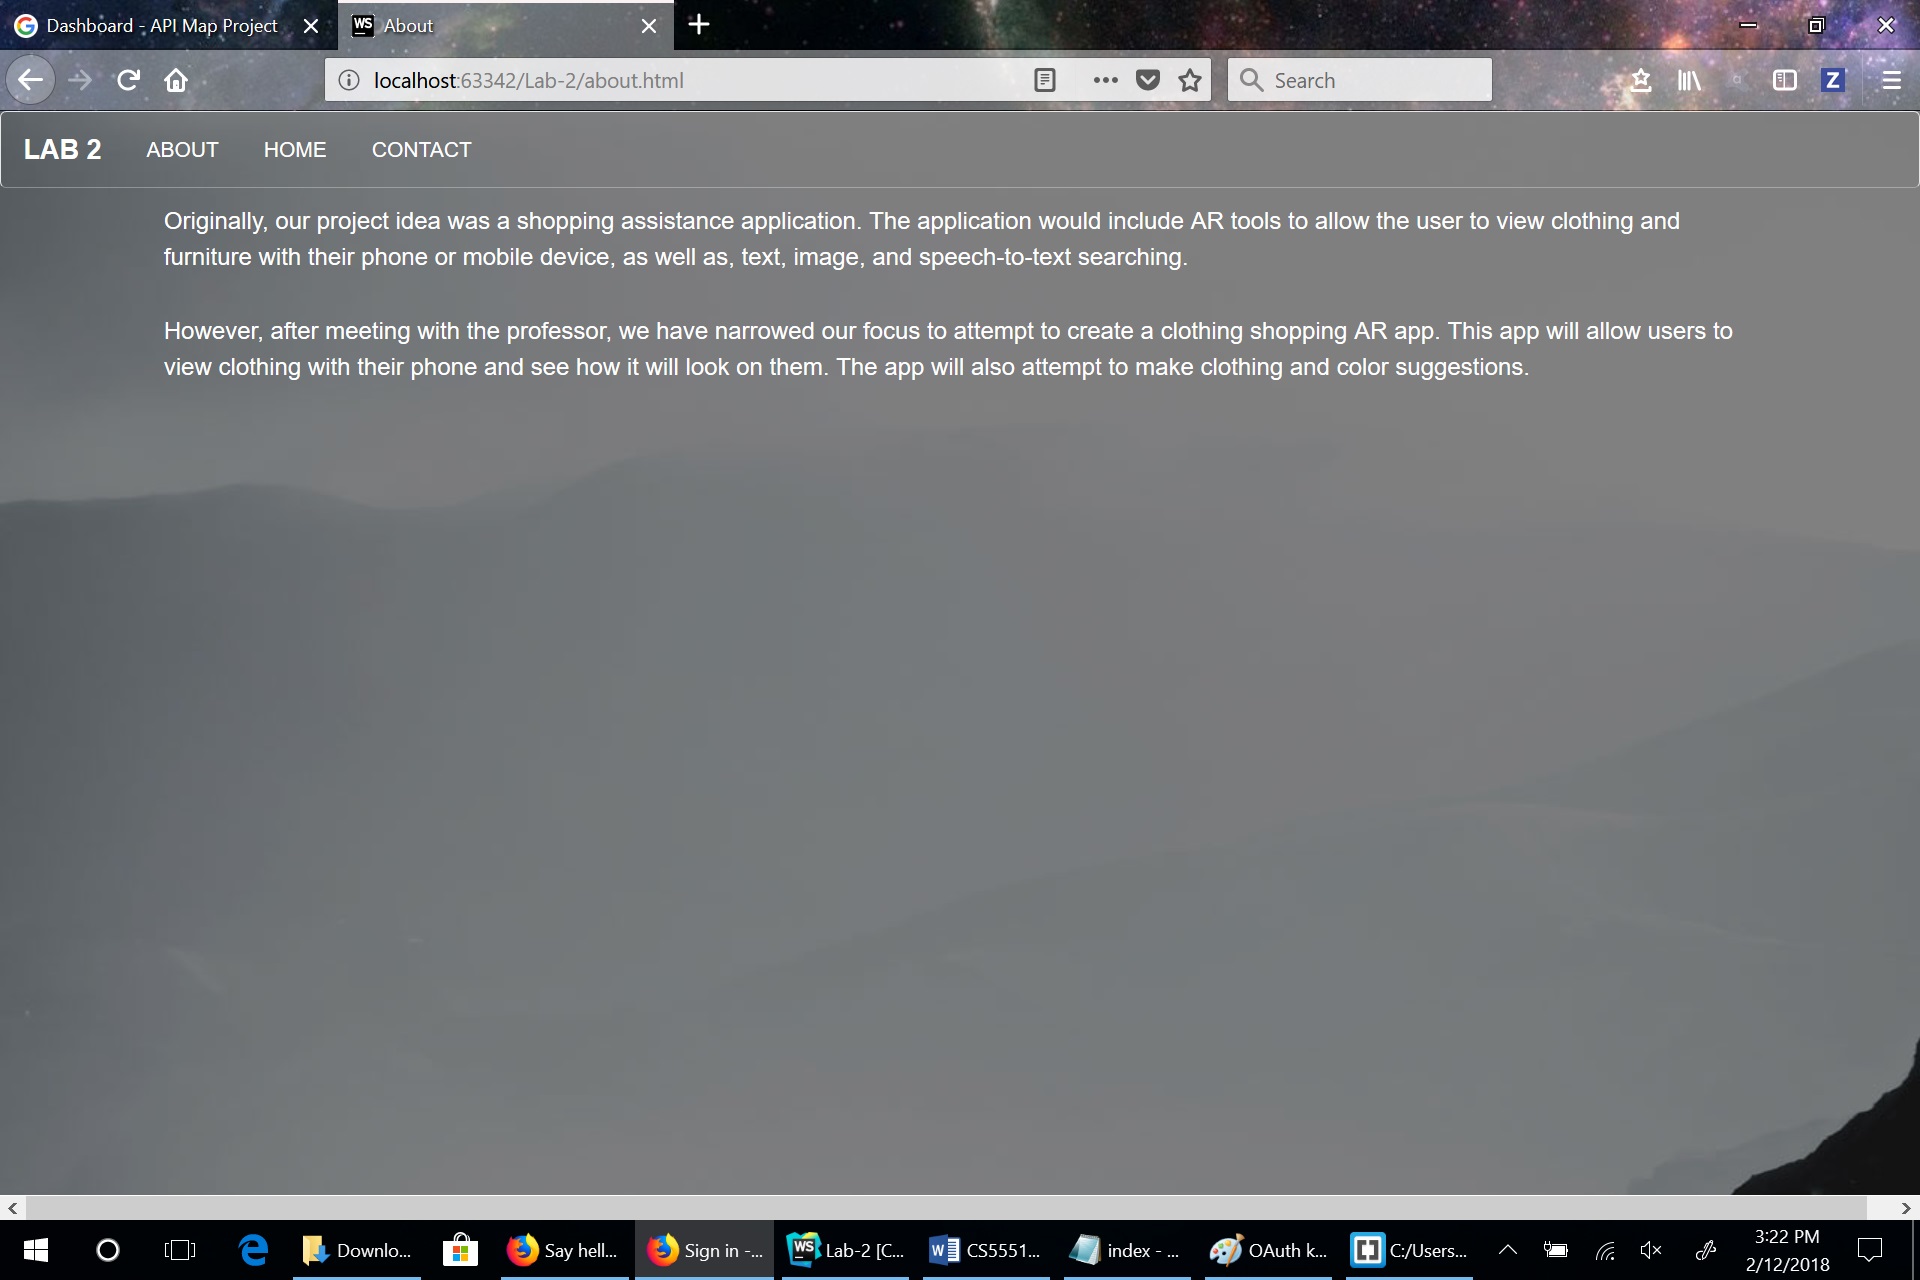 Dashboard - API Map Project
WS About
localhost:63342/Lab-2/about.html
Search
Z
LAB 2 ABOUT HOME CONTACT
Originally, our project idea was a shopping assistance application. The application would include AR tools to allow the user to view clothing and
furniture with their phone or mobile device, as well as, text, image, and speech-to-text searching.
However, after meeting with the professor, we have narrowed our focus to attempt to create a clothing shopping AR app. This app will allow users to
view clothing with their phone and see how it will look on them. The app will also attempt to make clothing and color suggestions.
Downlo... Say hell... Sign in -... WS Lab-2 [C... W CS5551... index - ... OAuth k... C:/Users...
3:22 PM
2/12/2018